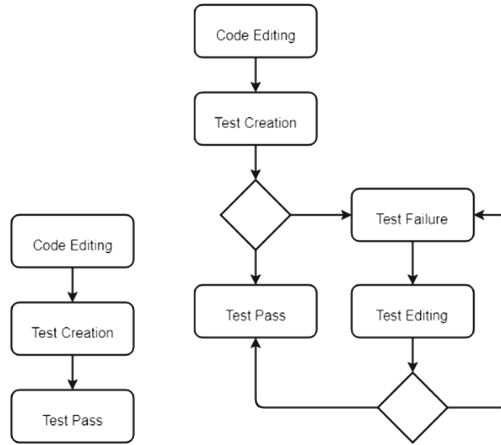 Code Editing
Test Creation
Test Pass
Code Editing
Test Creation
Test Failure
Test Pass
Test Editing